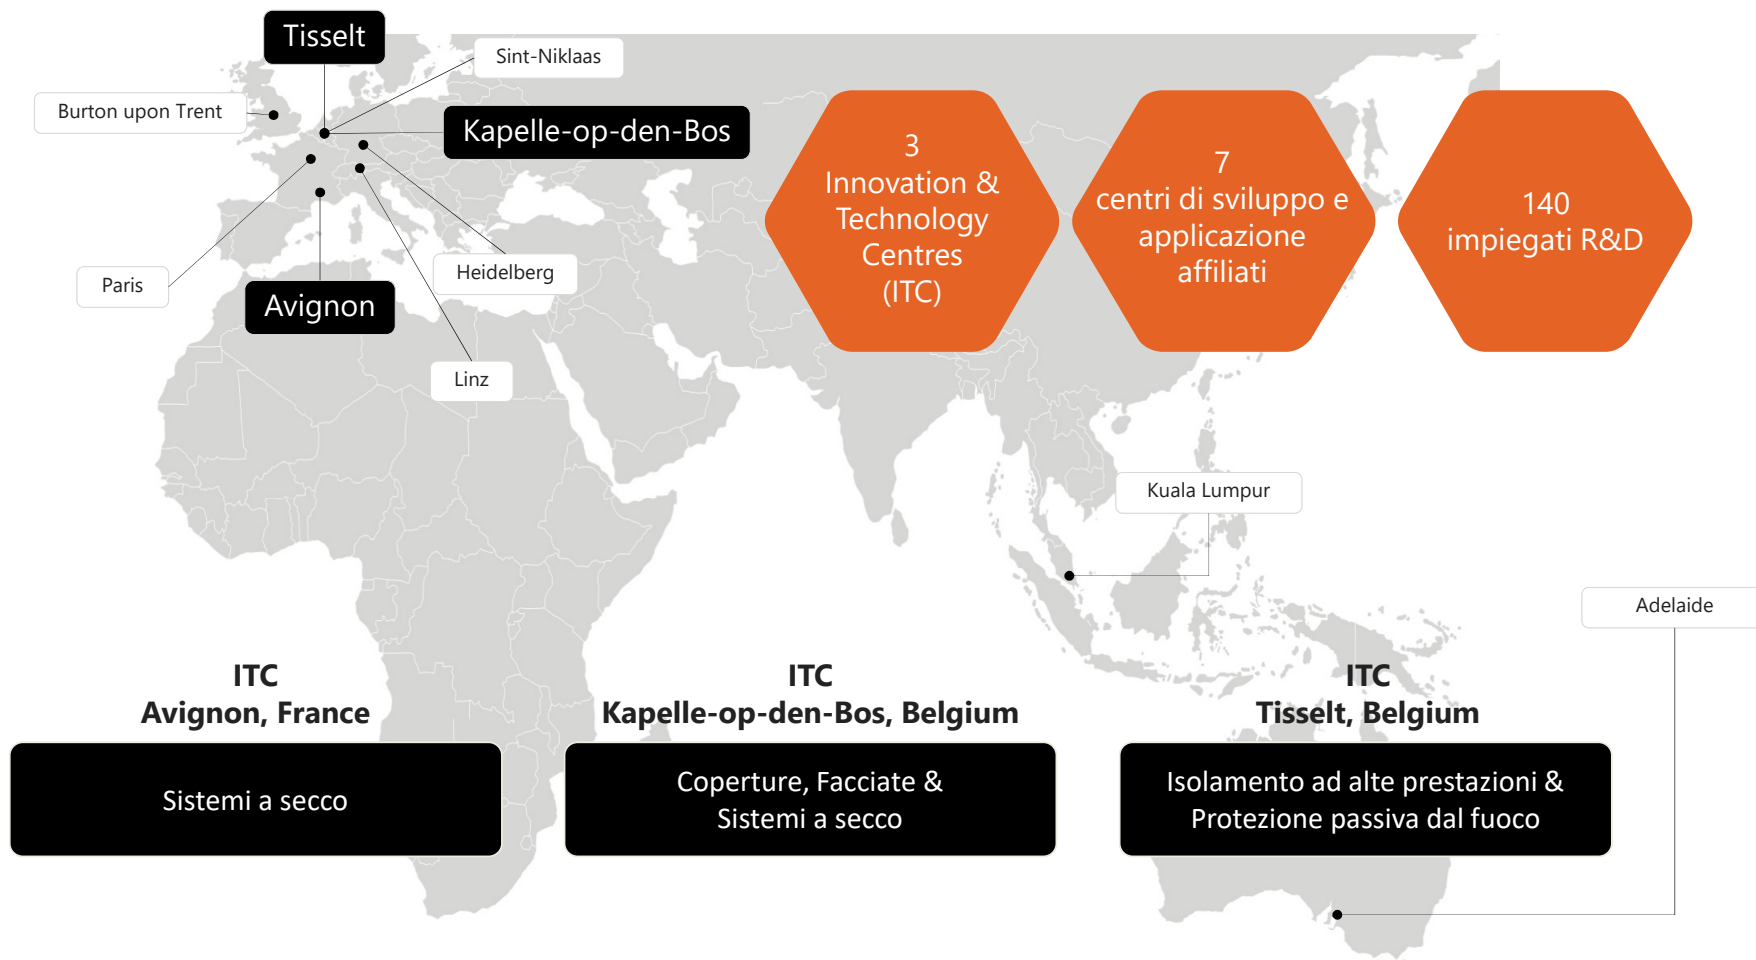 Tisselt
Sint-Niklaas
Burton upon Trent
Kapelle-op-den-Bos
Paris
Avignon
Heidelberg
Linz
3
Innovation &
Technology
Centres
(ITC)
7
centri di sviluppo e
applicazione
affiliati
140
impiegati R&D
Kuala Lumpur
Adelaide
ITC
Avignon, France
Sistemi a secco
ITC
Kapelle-op-den-Bos, Belgium
Coperture, Facciate &
Sistemi a secco
ITC
Tisselt, Belgium
Isolamento ad alte prestazioni &
Protezione passiva dal fuoco